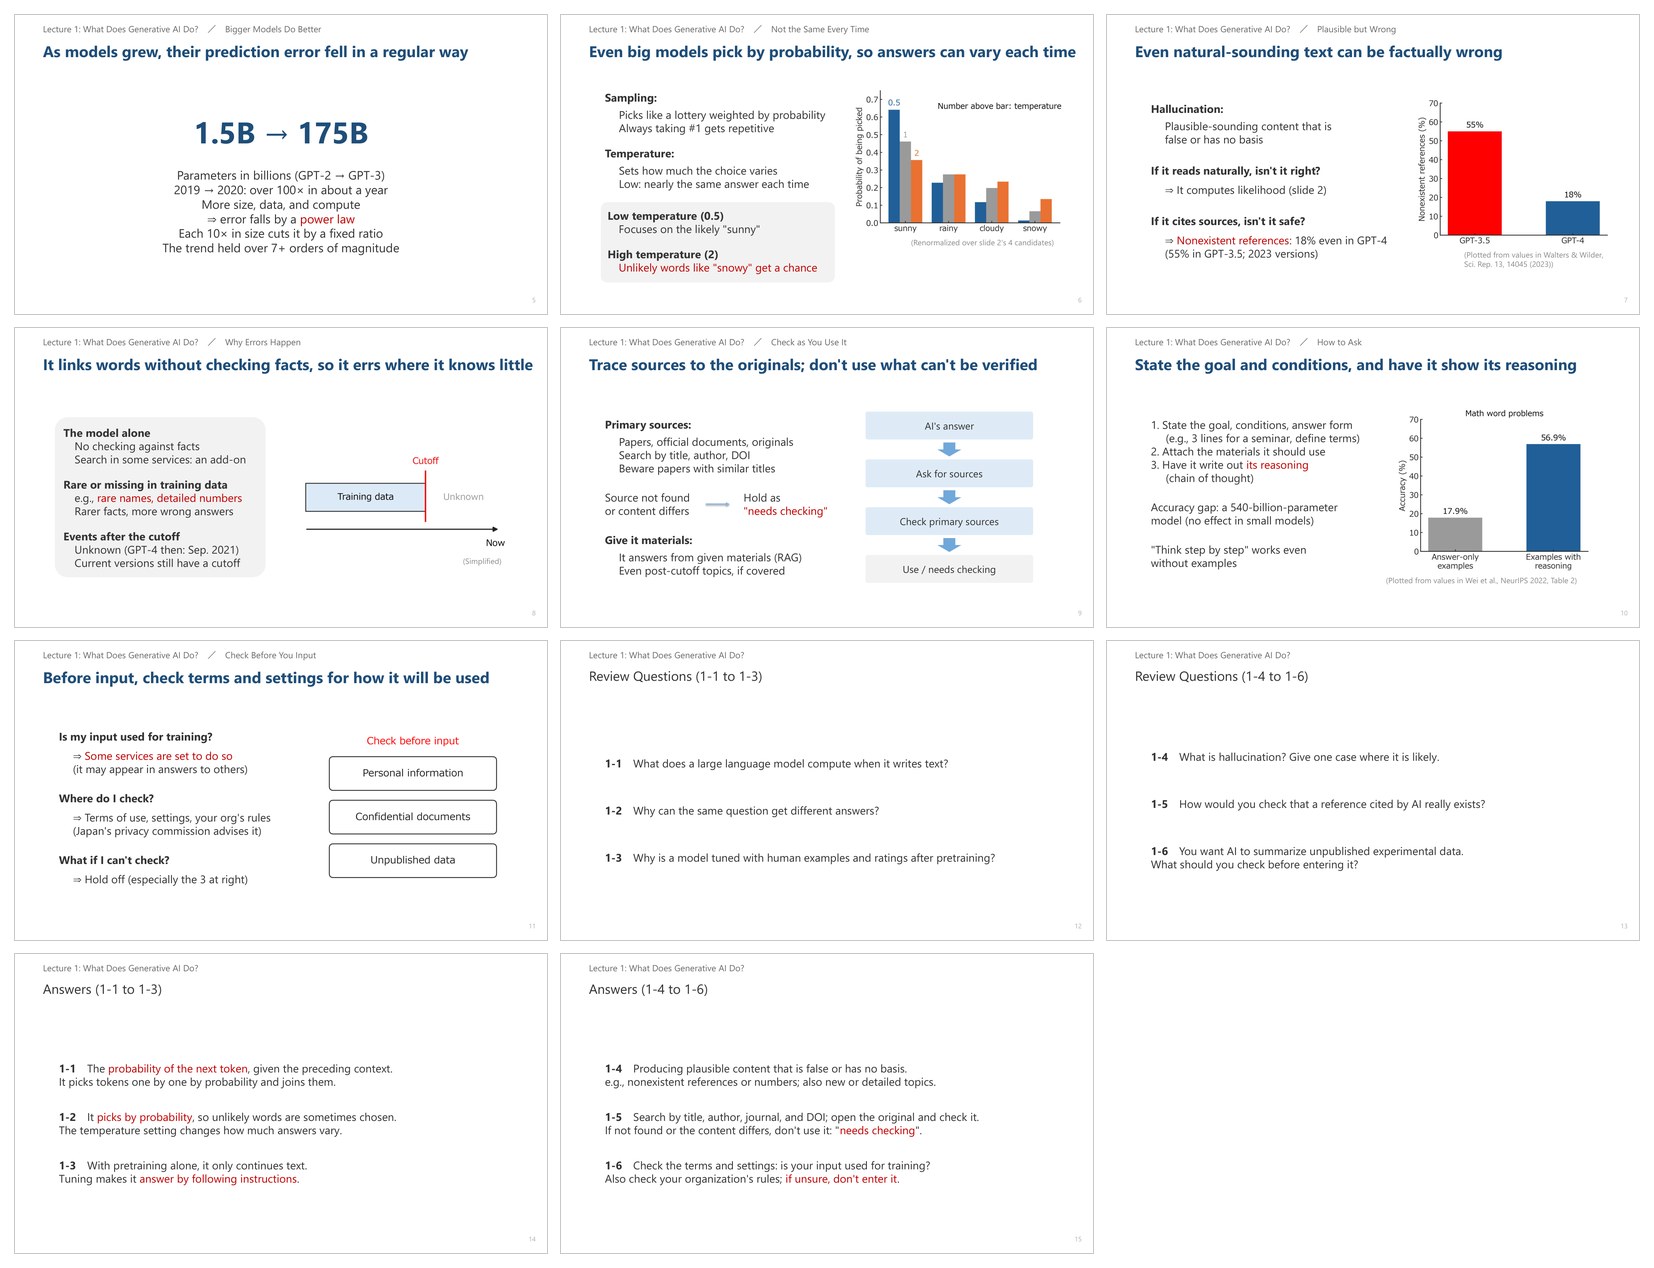 Lecture 1: What Does Generative AI Do? ／ Bigger Models Do Better
As models grew, their prediction error fell in a regular way
1.5B → 175B
Parameters in billions (GPT-2 → GPT-3)
2019 → 2020: over 100× in about a year
More size, data, and compute
⇒ error falls by a power law
Each 10× in size cuts it by a fixed ratio
The trend held over 7+ orders of magnitude
5
Lecture 1: What Does Generative AI Do? ／ Not the Same Every Time
Even big models pick by probability, so answers can vary each time
Sampling:
Picks like a lottery weighted by probability
Always taking #1 gets repetitive
Temperature:
Sets how much the choice varies
Low: nearly the same answer each time
Low temperature (0.5)
Focuses on the likely "sunny"
High temperature (2)
Unlikely words like "snowy" get a chance
Number above bar: temperature
Probability of being picked
0.7
0.6
0.5
0.4
0.3
0.2
0.1
0.0
0.5
1
2
sunny rainy cloudy snowy
(Renormalized over slide 2's 4 candidates)
6
Lecture 1: What Does Generative AI Do? ／ Plausible but Wrong
Even natural-sounding text can be factually wrong
Hallucination:
Plausible-sounding content that is
false or has no basis
If it reads naturally, isn't it right?
⇒ It computes likelihood (slide 2)
If it cites sources, isn't it safe?
⇒ Nonexistent references: 18% even in GPT-4
(55% in GPT-3.5; 2023 versions)
Nonexistent references (%)
70
60
50
40
30
20
10
0
55%
18%
GPT-3.5 GPT-4
(Plotted from values in Walters & Wilder,
Sci. Rep. 13, 14045 (2023))
7
Lecture 1: What Does Generative AI Do? ／ Why Errors Happen
It links words without checking facts, so it errs where it knows little
The model alone
No checking against facts
Search in some services: an add-on
Rare or missing in training data
e.g., rare names, detailed numbers
Rarer facts, more wrong answers
Events after the cutoff
Unknown (GPT-4 then: Sep. 2021)
Current versions still have a cutoff
Cutoff
Training data
Unknown
Now
(Simplified)
8
Lecture 1: What Does Generative AI Do? ／ Check as You Use It
Trace sources to the originals; don't use what can't be verified
Primary sources:
Papers, official documents, originals
Search by title, author, DOI
Beware papers with similar titles
Source not found
or content differs
Hold as
"needs checking"
Give it materials:
It answers from given materials (RAG)
Even post-cutoff topics, if covered
AI's answer
Ask for sources
Check primary sources
Use / needs checking
9
Lecture 1: What Does Generative AI Do? ／ How to Ask
State the goal and conditions, and have it show its reasoning
1. State the goal, conditions, answer form
(e.g., 3 lines for a seminar, define terms)
2. Attach the materials it should use
3. Have it write out its reasoning
(chain of thought)
Accuracy gap: a 540-billion-parameter
model (no effect in small models)
"Think step by step" works even
without examples
Math word problems
Accuracy (%)
70
60
50
40
30
20
10
0
17.9%
56.9%
Answer-only
examples
Examples with
reasoning
(Plotted from values in Wei et al., NeurIPS 2022, Table 2)
10
Lecture 1: What Does Generative AI Do? ／ Check Before You Input
Before input, check terms and settings for how it will be used
Is my input used for training?
⇒ Some services are set to do so
(it may appear in answers to others)
Where do I check?
⇒ Terms of use, settings, your org's rules
(Japan's privacy commission advises it)
What if I can't check?
⇒ Hold off (especially the 3 at right)
Check before input
Personal information
Confidential documents
Unpublished data
11
Lecture 1: What Does Generative AI Do?
Review Questions (1-1 to 1-3)
1-1 What does a large language model compute when it writes text?
1-2 Why can the same question get different answers?
1-3 Why is a model tuned with human examples and ratings after pretraining?
12
Lecture 1: What Does Generative AI Do?
Review Questions (1-4 to 1-6)
1-4 What is hallucination? Give one case where it is likely.
1-5 How would you check that a reference cited by AI really exists?
1-6 You want AI to summarize unpublished experimental data.
What should you check before entering it?
13
Lecture 1: What Does Generative AI Do?
Answers (1-1 to 1-3)
1-1 The probability of the next token, given the preceding context.
It picks tokens one by one by probability and joins them.
1-2 It picks by probability, so unlikely words are sometimes chosen.
The temperature setting changes how much answers vary.
1-3 With pretraining alone, it only continues text.
Tuning makes it answer by following instructions.
14
Lecture 1: What Does Generative AI Do?
Answers (1-4 to 1-6)
1-4 Producing plausible content that is false or has no basis.
e.g., nonexistent references or numbers; also new or detailed topics.
1-5 Search by title, author, journal, and DOI; open the original and check it.
If not found or the content differs, don't use it: "needs checking".
1-6 Check the terms and settings: is your input used for training?
Also check your organization's rules; if unsure, don't enter it.
15